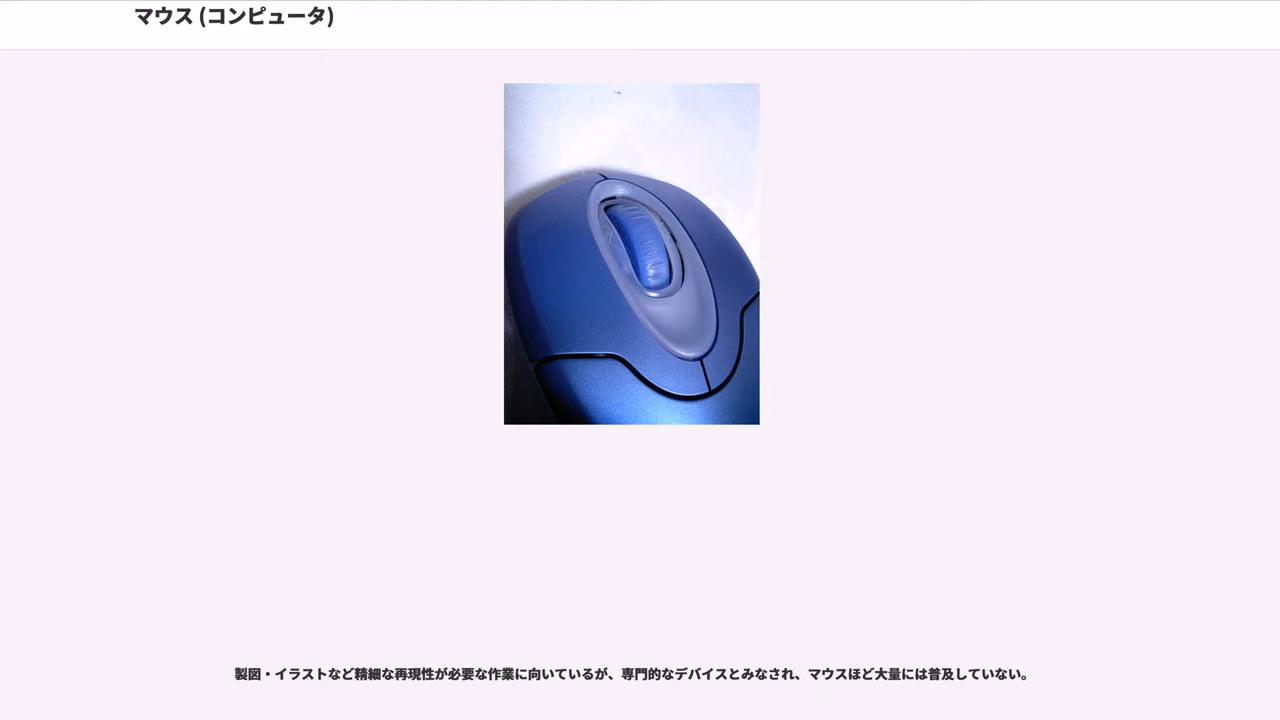 マウス (コンピュータ)
製図・イラストなど精細な再現性が必要な作業に向いているが、専門的なデバイスとみなされ、マウスほど大量には普及していない。